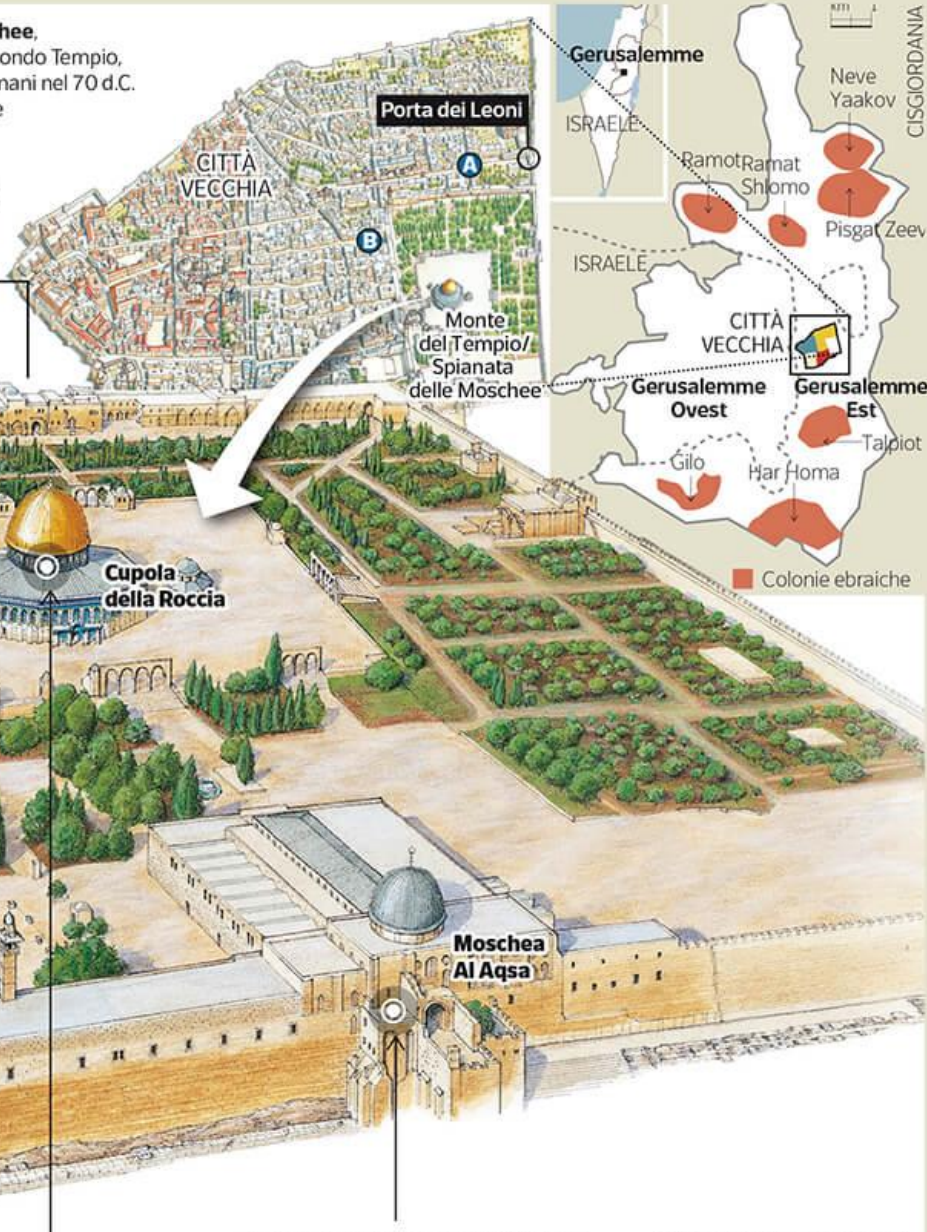 hee,
ondo Tempio,
nani nel 70 d.C.
e
Porta dei Leoni
CITTÀ
VECCHIA
A
B
Monte
del Tempio/
Spianata
delle Moschee
Gerusalemme
ISRAELE
km 1
CISGIORDANIA
Neve
Yaakov
Ramot
Ramat
Shlomo
Pisgat Zeev
ISRAELE
CITTÀ
VECCHIA
Gerusalemme
Ovest
Gerusalemme
Est
Talpiot
Gilo
Har Homa
Colonie ebraiche
Cupola
della Roccia
Moschea
Al Aqsa